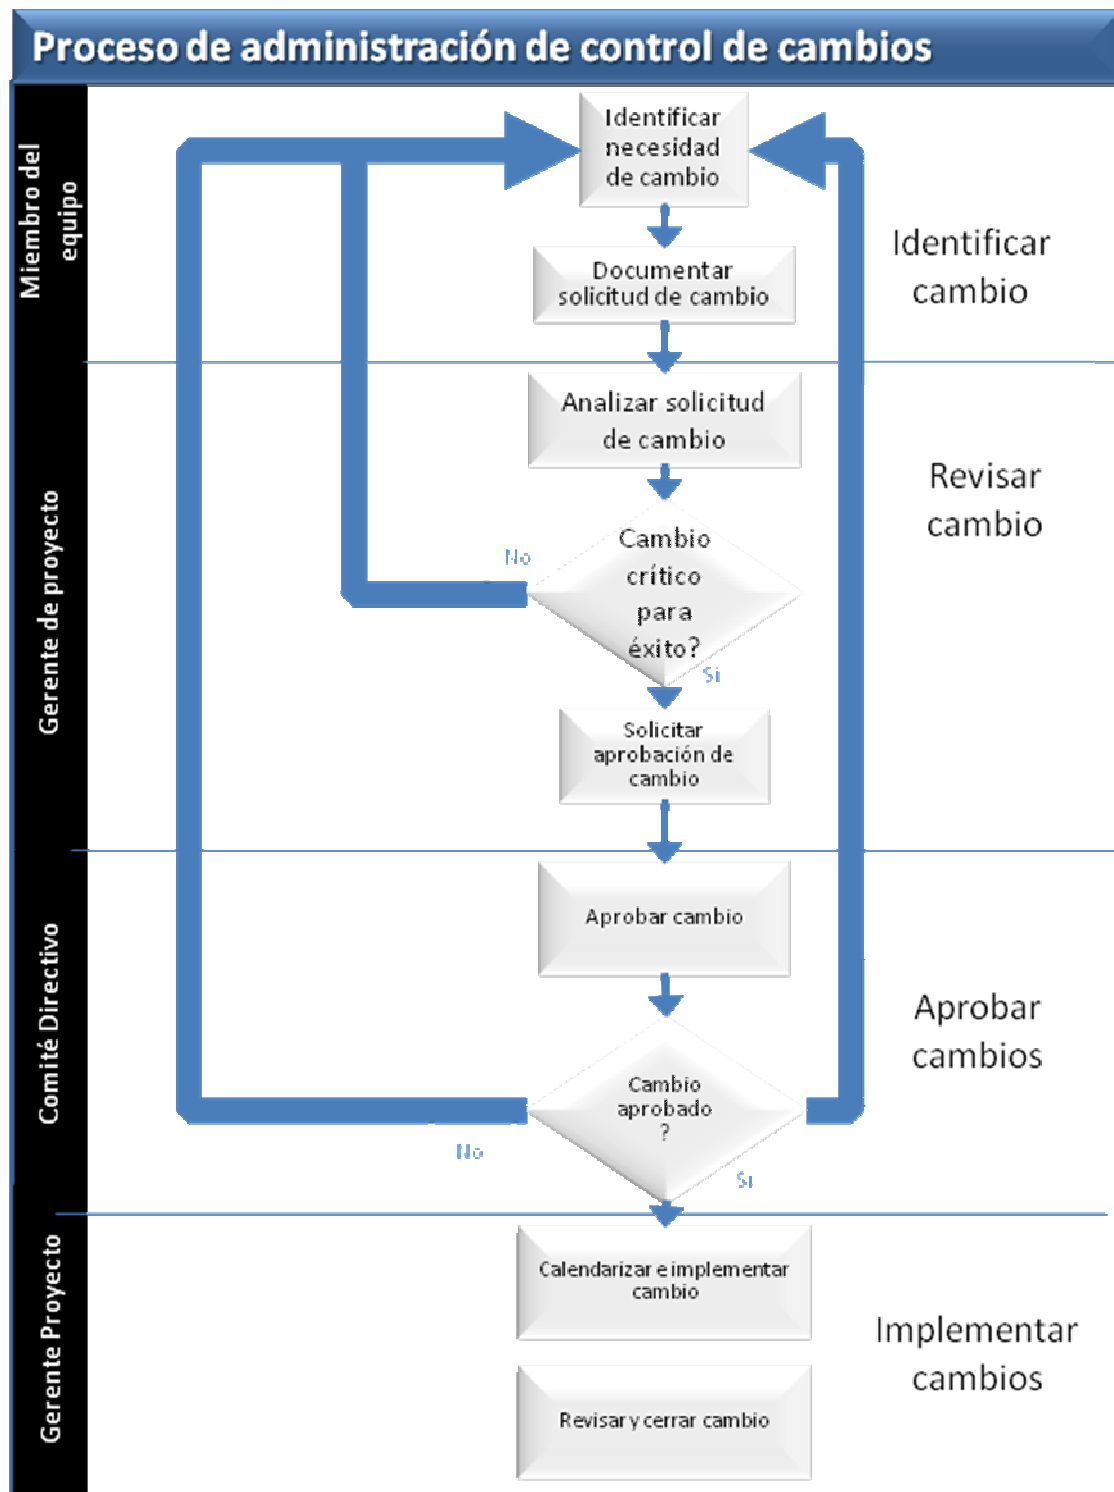 Proceso de administración de control de cambios
Miembro del
equipo
Identificar
necesidad
de cambio
Documentar
solicitud de cambio
Identificar
cambio
Gerente de proyecto
Analizar solicitud
de cambio
Revisar
cambio
No
Cambio
crítico
para
éxito?
Si
Solicitar
aprobación de
cambio
Comité Directivo
Aprobar cambio
Aprobar
cambios
Cambio
aprobado
?
No
Si
Gerente Proyecto
Calendarizar e implementar
cambio
Implementar
cambios
Revisar y cerrar cambio